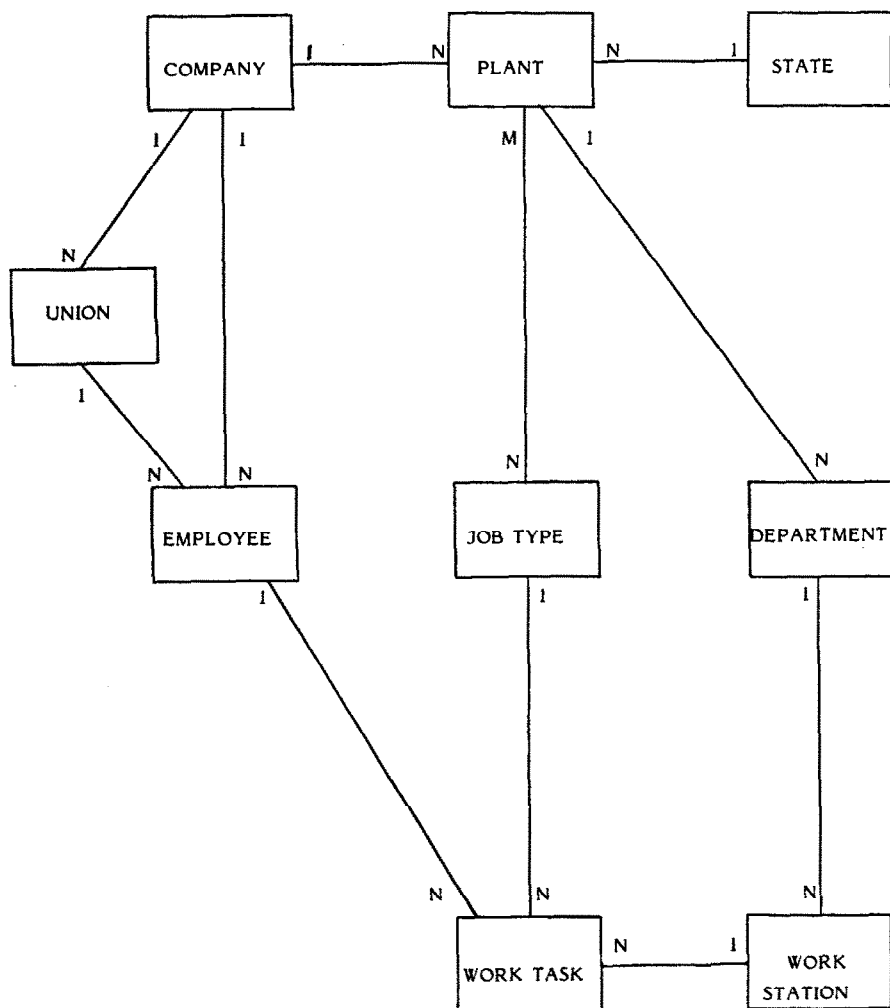 COMPANY
1
N
PLANT
N
1
STATE
1
1
M
1
N
UNION
1
N
N
N
N
EMPLOYEE
JOB TYPE
DEPARTMENT
1
1
1
N
N
N
N
1
WORK TASK
WORK
STATION